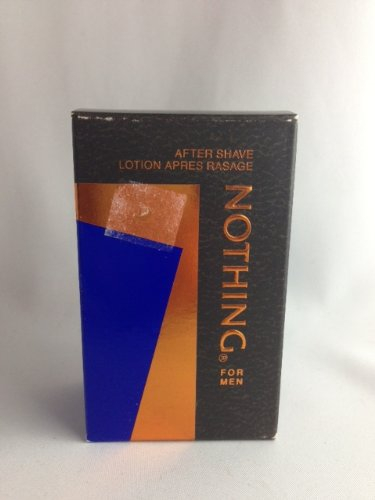 AFTER SHAVE
LOTION APRES RASAGE
NOTHING®
FOR
MEN